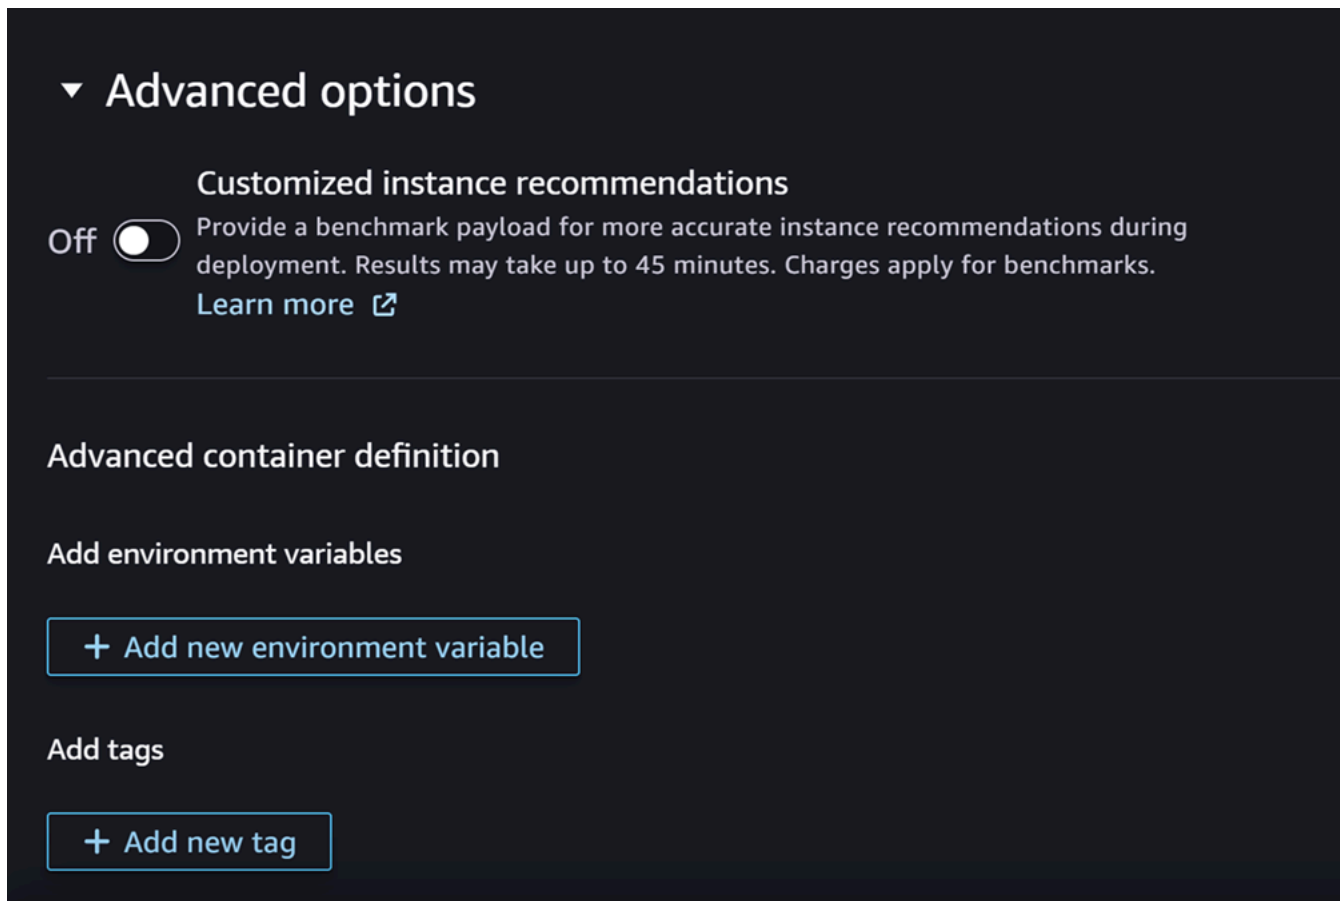 Advanced options
Customized instance recommendations
Off
Provide a benchmark payload for more accurate instance recommendations during
deployment. Results may take up to 45 minutes. Charges apply for benchmarks.
Learn more
Advanced container definition
Add environment variables
+ Add new environment variable
Add tags
+ Add new tag